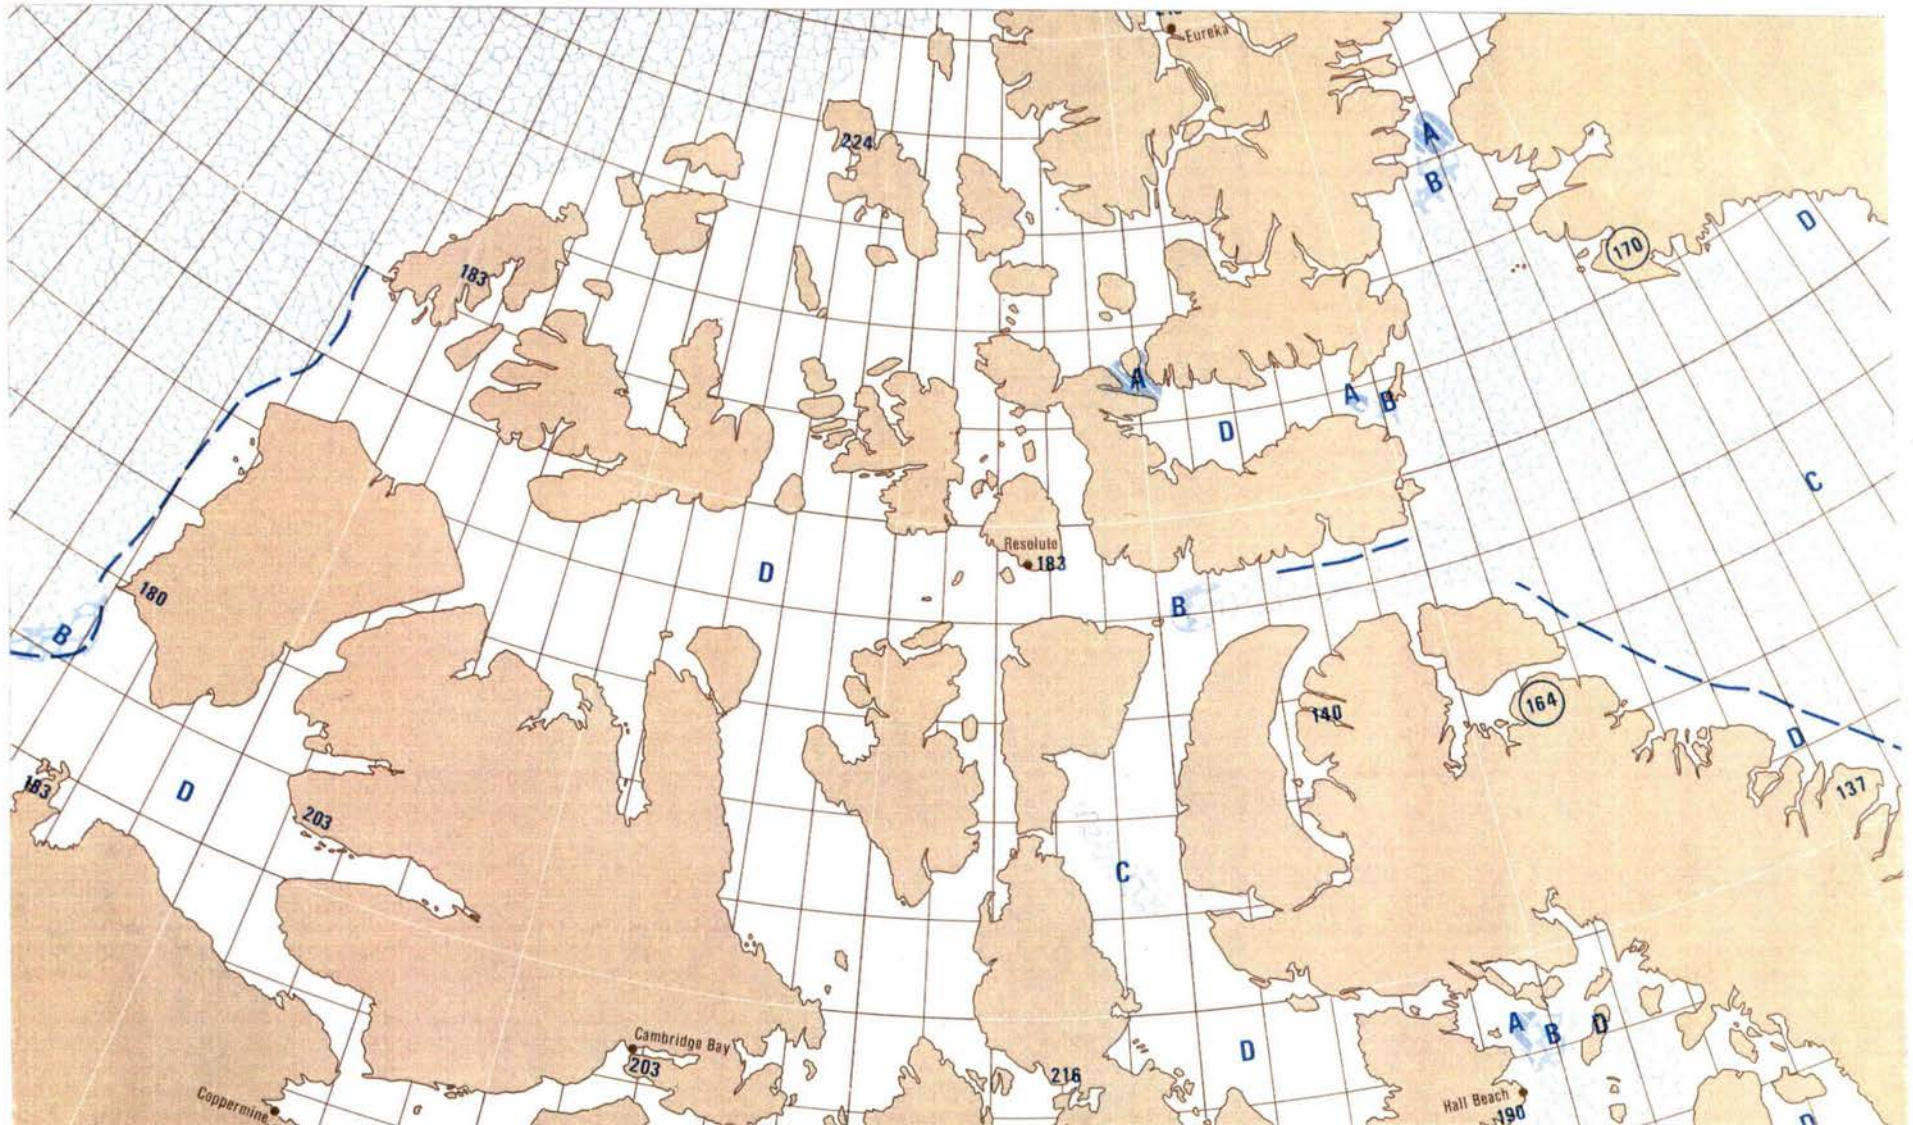 Eureka
A
224
B
D
170
183
A
A
B
D
C
Resolute
183
D
180
B
B
164
140
D
183
D
137
203
C
A
B
D
Cambridge Bay
D
203
216
Hall Beach
190
Coppermine
D